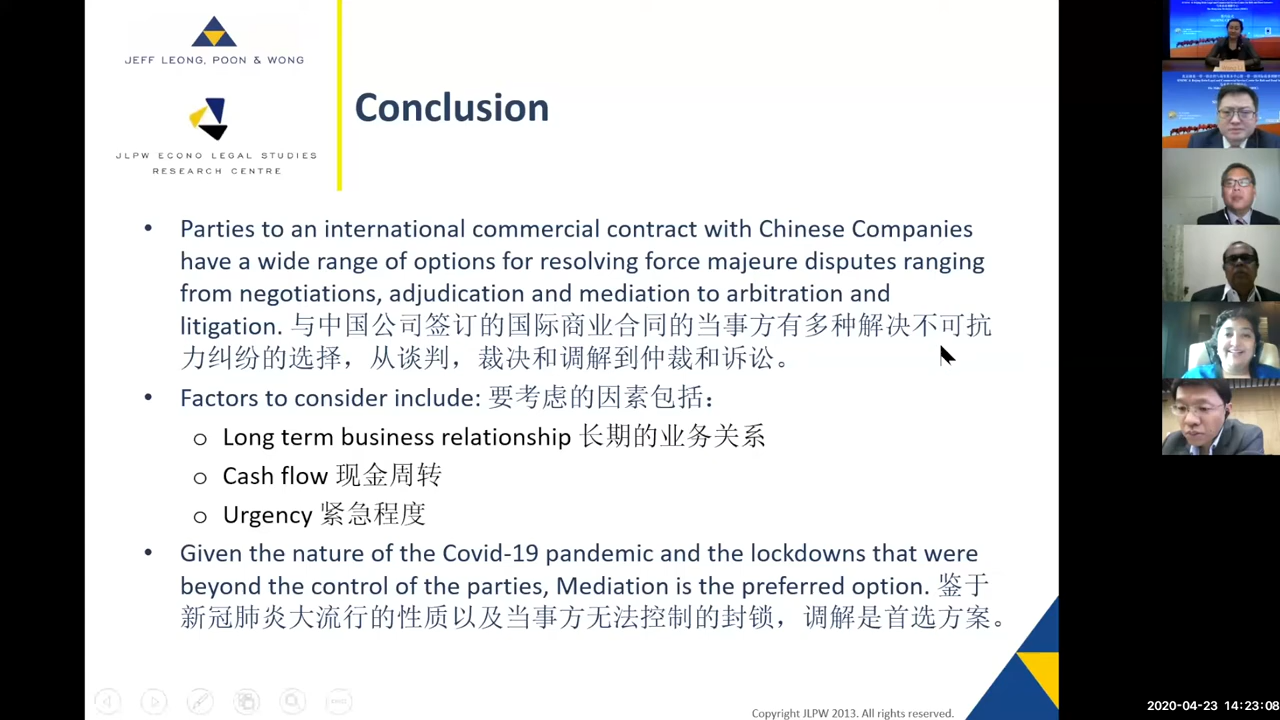 JEFF LEONG, POON & WONG
JLPW ECONO LEGAL STUDIES
RESEARCH CENTRE
Conclusion
• Parties to an international commercial contract with Chinese Companies
have a wide range of options for resolving force majeure disputes ranging
from negotiations, adjudication and mediation to arbitration and
litigation. 与中国公司签订的国际商业合同的当事方有多种解决不可抗
力纠纷的选择，从谈判，裁决和调解到仲裁和诉讼。
• Factors to consider include: 要考虑的因素包括：
o Long term business relationship 长期的业务关系
o Cash flow 现金周转
o Urgency 紧急程度
• Given the nature of the Covid-19 pandemic and the lockdowns that were
beyond the control of the parties, Mediation is the preferred option. 鉴于
新冠肺炎大流行的性质以及当事方无法控制的封锁，调解是首选方案。
Copyright JLPW 2013. All rights reserved.
2020-04-23 14:23:08